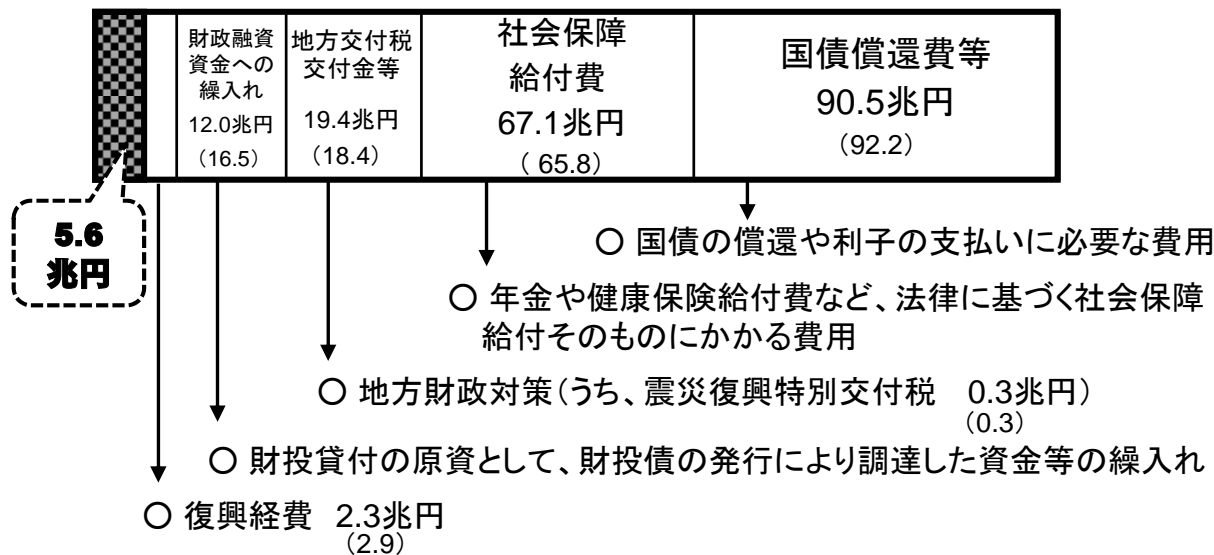 財政融資
資金への
繰入れ
12.0兆円
(16.5)
地方交付税
交付金等
19.4兆円
(18.4)
社会保障
給付費
67.1兆円
( 65.8)
国債償還費等
90.5兆円
(92.2)
5.6
兆円
○ 国債の償還や利子の支払いに必要な費用
○ 年金や健康保険給付費など、法律に基づく社会保障
給付そのものにかかる費用
○ 地方財政対策(うち、震災復興特別交付税　0.3兆円)
(0.3)
○ 財投貸付の原資として、財投債の発行により調達した資金等の繰入れ
○ 復興経費　2.3兆円
(2.9)